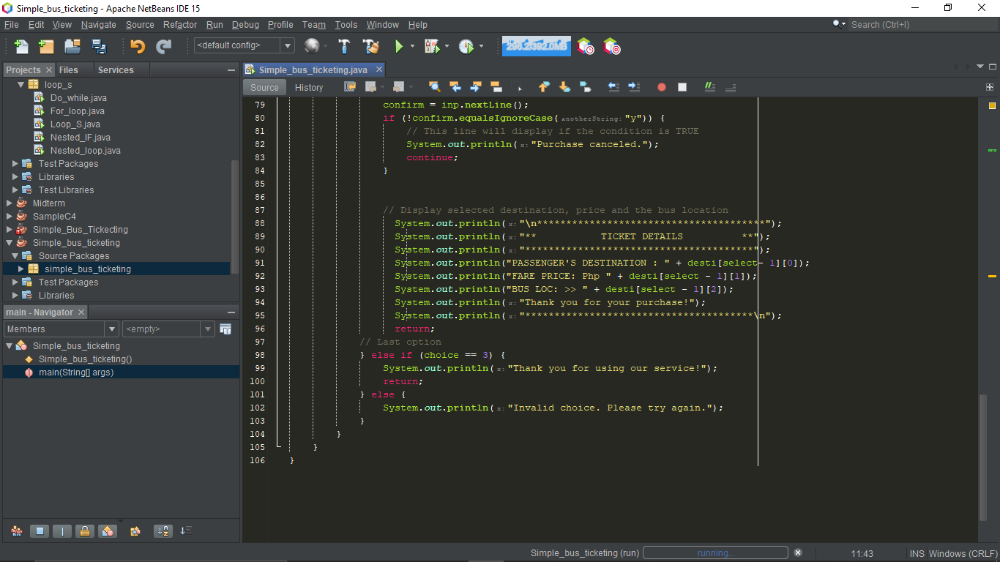 Simple_bus_ticketing - Apache NetBeans IDE 15
File Edit View Navigate Source Refactor Run Debug Profile Team Tools Window Help
Search (Ctrl+I)
<default config>
296.2/392.0MB
Projects Files Services
loop_s
Do_while.java
For_loop.java
Loop_S.java
Nested_IF.java
Nested_loop.java
Test Packages
Libraries
Test Libraries
Midterm
SampleC4
Simple_Bus_Tickecting
Simple_bus_ticketing
Source Packages
simple_bus_ticketing
Test Packages
Libraries
main - Navigator
Members
<empty>
Simple_bus_ticketing
Simple_bus_ticketing()
main(String[] args)
Simple_bus_ticketing.java
Source History
79 confirm = inp.nextLine();
80 if (!confirm.equalsIgnoreCase( anotherString: "y")) {
81 // This line will display if the condition is TRUE
82 System.out.println( x: "Purchase canceled.");
83 continue;
84 }
85
86
87 // Display selected destination, price and the bus location
88 System.out.println( x: "\n***************************************");
89 System.out.println( x: "** TICKET DETAILS **");
90 System.out.println( x: "***************************************");
91 System.out.println("PASSENGER'S DESTINATION : " + desti[select- 1][0]);
92 System.out.println("FARE PRICE: Php " + desti[select - 1][1]);
93 System.out.println("BUS LOC: >> " + desti[select - 1][2]);
94 System.out.println( x: "Thank you for your purchase!");
95 System.out.println( x: "***************************************\n");
96 return;
97 // Last option
98 } else if (choice == 3) {
99 System.out.println( x: "Thank you for using our service!");
100 return;
101 } else {
102 System.out.println( x: "Invalid choice. Please try again.");
103 }
104 }
105 }
106 }
Simple_bus_ticketing (run) running... 11:43 INS Windows (CRLF)